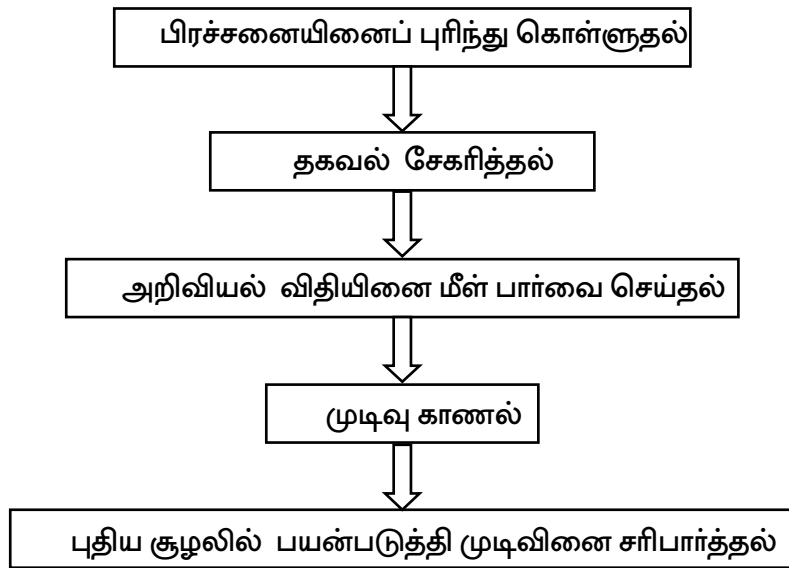 பிரச்சனையினைப் புரிந்து கொள்ளுதல்
தகவல் சேகரித்தல்
அறிவியல் விதியினை மீள் பார்வை செய்தல்
முடிவு காணல்
புதிய சூழலில் பயன்படுத்தி முடிவினை சரிபார்த்தல்